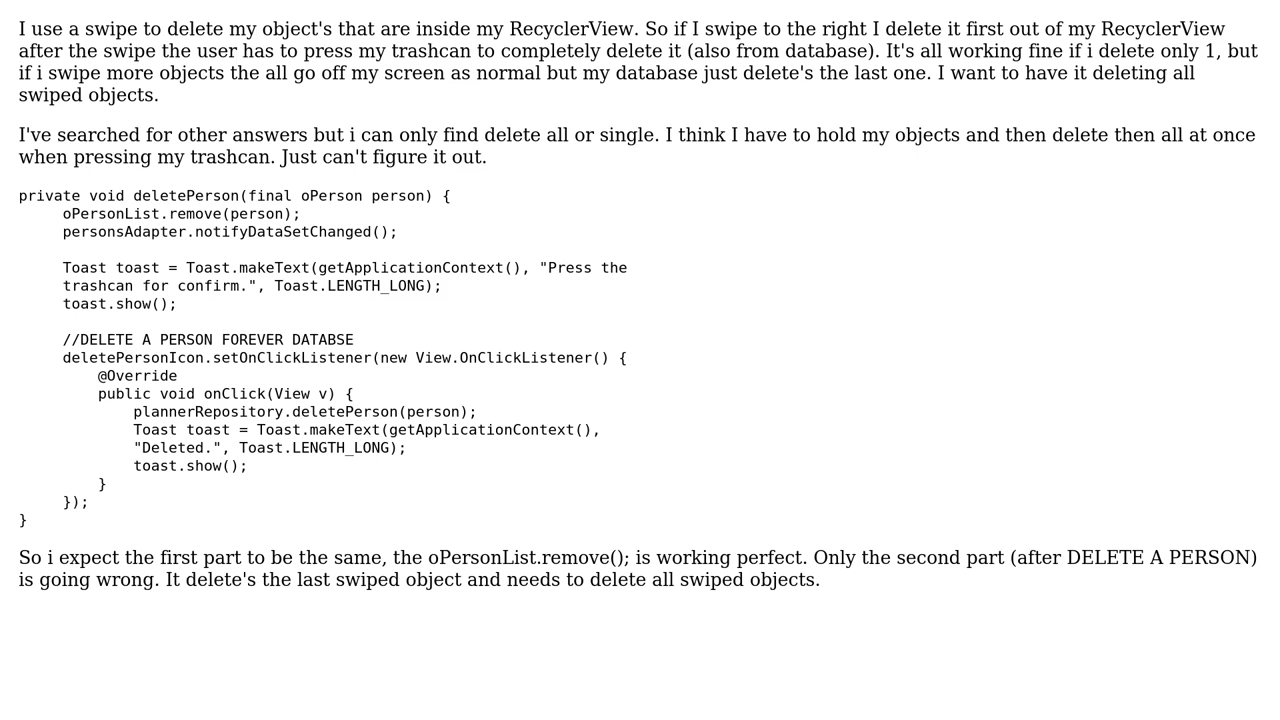 I use a swipe to delete my object's that are inside my RecyclerView. So if I swipe to the right I delete it first out of my RecyclerView
after the swipe the user has to press my trashcan to completely delete it (also from database). It's all working fine if i delete only 1, but
if i swipe more objects the all go off my screen as normal but my database just delete's the last one. I want to have it deleting all
swiped objects.
I've searched for other answers but i can only find delete all or single. I think I have to hold my objects and then delete then all at once
when pressing my trashcan. Just can't figure it out.
private void deletePerson(final oPerson person) {
     oPersonList.remove(person);
     personsAdapter.notifyDataSetChanged();
     Toast toast = Toast.makeText(getApplicationContext(), "Press the
     trashcan for confirm.", Toast.LENGTH_LONG);
     toast.show();
     //DELETE A PERSON FOREVER DATABSE
     deletePersonIcon.setOnClickListener(new View.OnClickListener() {
         @Override
         public void onClick(View v) {
             plannerRepository.deletePerson(person);
             Toast toast = Toast.makeText(getApplicationContext(),
             "Deleted.", Toast.LENGTH_LONG);
             toast.show();
         }
     });
}
So i expect the first part to be the same, the oPersonList.remove(); is working perfect. Only the second part (after DELETE A PERSON)
is going wrong. It delete's the last swiped object and needs to delete all swiped objects.